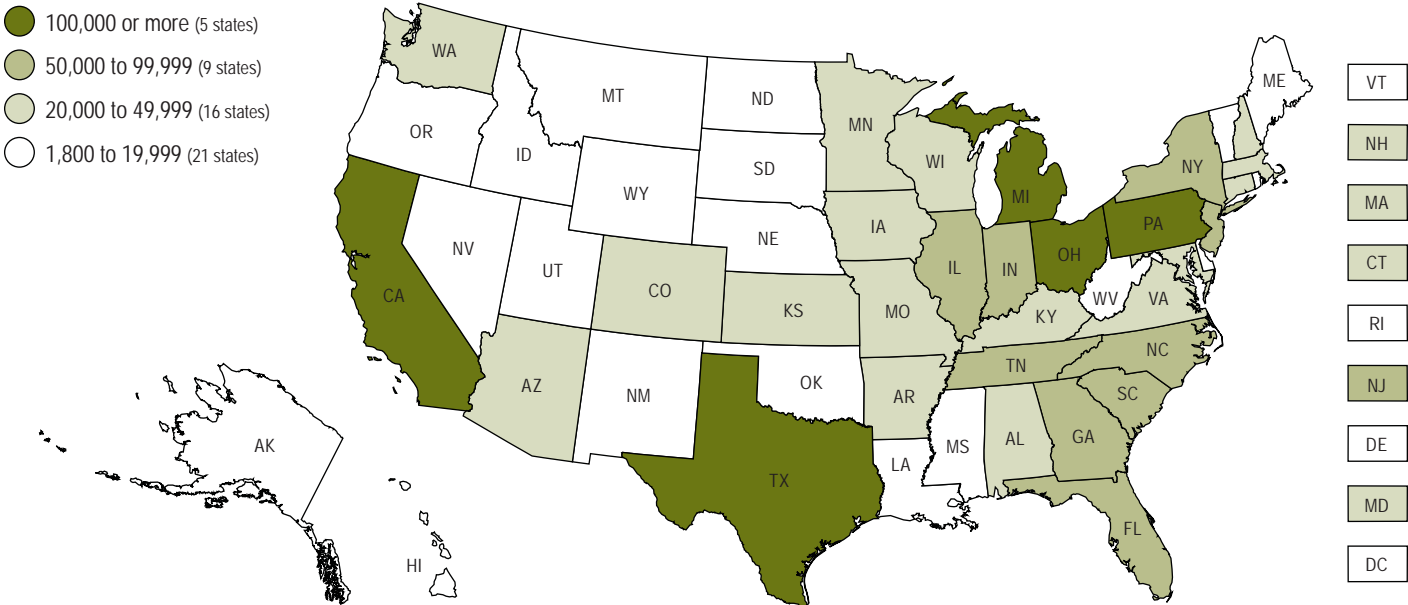 100,000 or more (5 states)
50,000 to 99,999 (9 states)
20,000 to 49,999 (16 states)
1,800 to 19,999 (21 states)
WA
MT
ND
MN
ME
VT
OR
ID
WY
SD
WI
MI
NY
NH
NV
UT
CO
NE
IA
IL
IN
OH
PA
MA
CA
KS
MO
KY
WV
VA
CT
AZ
NM
OK
AR
TN
NC
SC
RI
TX
LA
MS
AL
GA
FL
NJ
AK
HI
DE
MD
DC